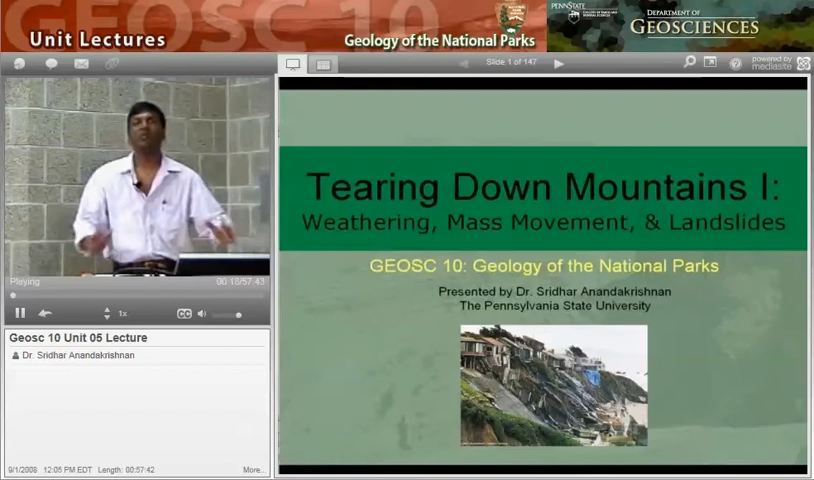 GEOSC 10
Unit Lectures
Geology of the National Parks
PENNSTATE
DEPARTMENT OF
GEOSCIENCES
Slide 1 of 147
powered by
mediasite
Tearing Down Mountains I:
Weathering, Mass Movement, & Landslides
GEOSC 10: Geology of the National Parks
Presented by Dr. Sridhar Anandakrishnan
The Pennsylvania State University
Playing
00:18/57:43
1x
CC
Geosc 10 Unit 05 Lecture
Dr. Sridhar Anandakrishnan
9/1/2008 12:05 PM EDT Length: 00:57:42
More...